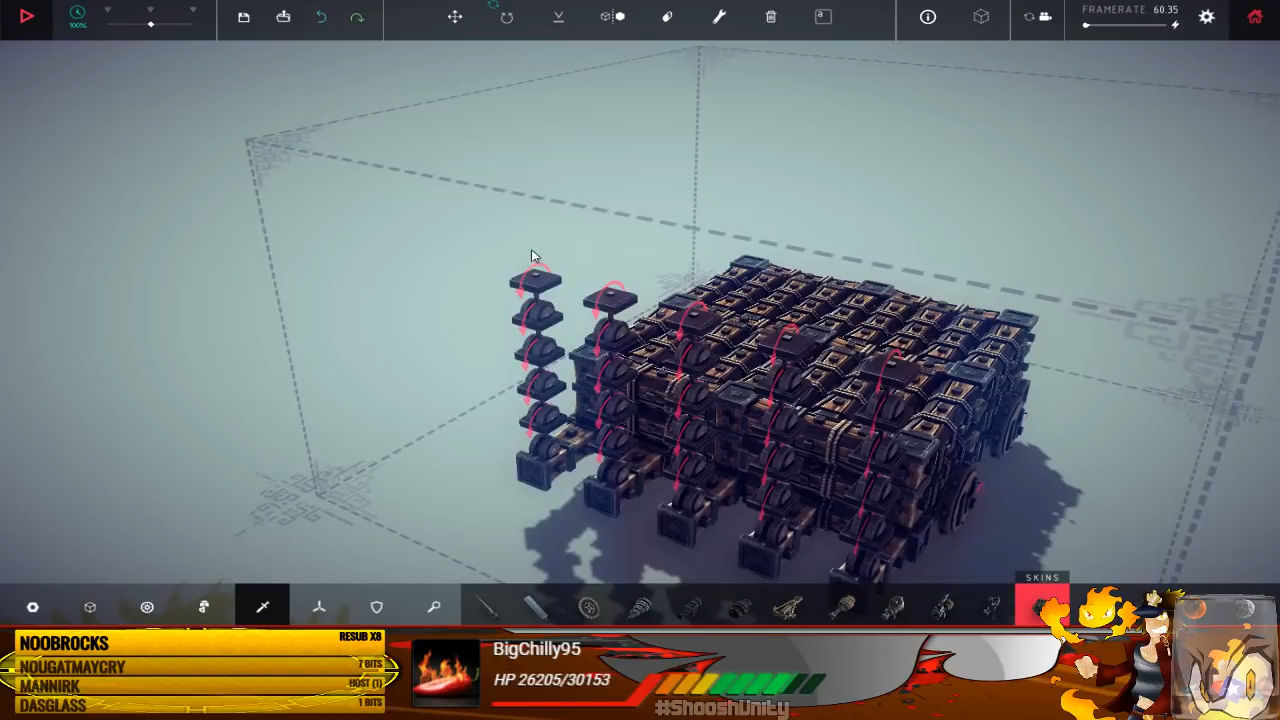 100%
a
FRAMERATE 60.35
SKINS
NOOBROCKS RESUB X8
NOUGATMAYCRY 7 BITS
MANNIRK HOST (1)
DASGLASS 1 BITS
BigChilly95
HP 26205/30153
#ShooshUnity